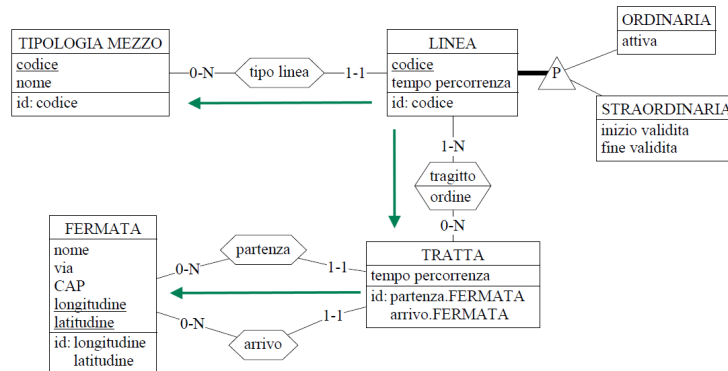 ORDINARIA
attiva
TIPOLOGIA MEZZO
codice
nome
id: codice
0-N
tipo linea
1-1
LINEA
codice
tempo percorrenza
id: codice
P
STRAORDINARIA
inizio validita
fine validita
1-N
tragitto
ordine
0-N
FERMATA
nome
via
CAP
longitudine
latitudine
id: longitudine
latitudine
0-N
partenza
1-1
0-N
arrivo
1-1
TRATTA
tempo percorrenza
id: partenza.FERMATA
arrivo.FERMATA